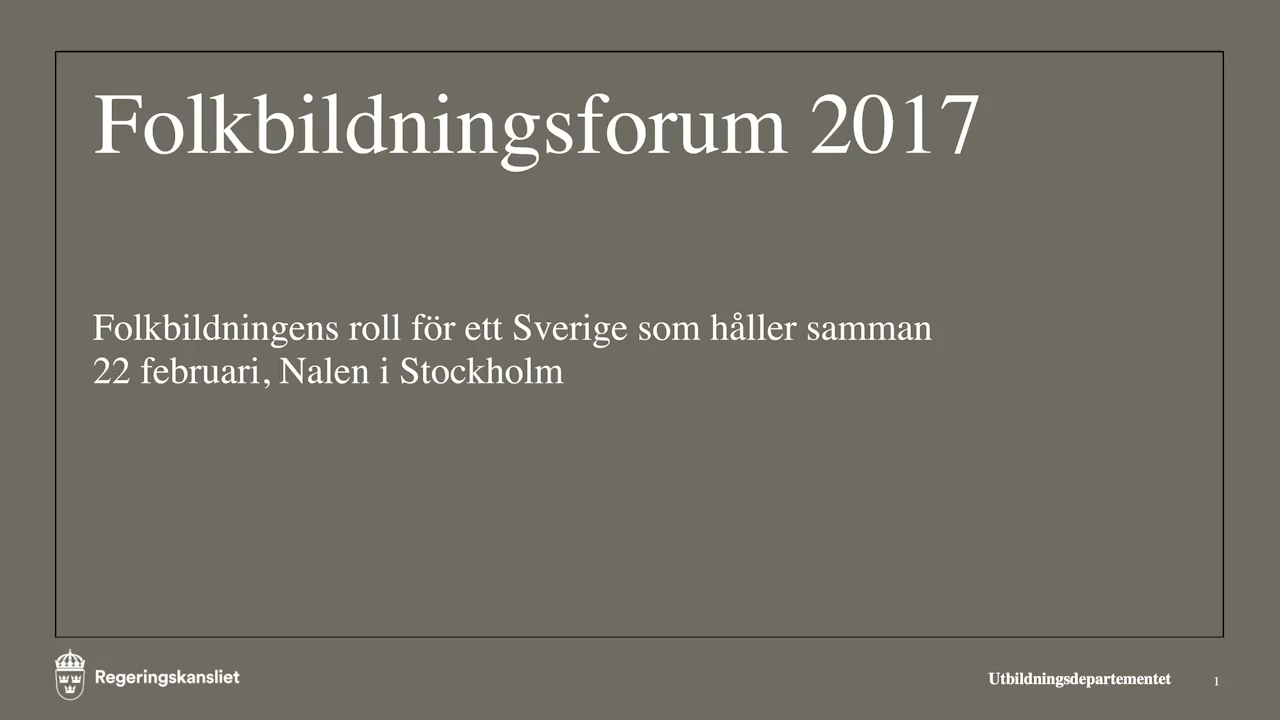 Folkbildningsforum 2017
Folkbildningens roll för ett Sverige som håller samman
22 februari, Nalen i Stockholm
Regeringskansliet
Utbildningsdepartementet
1